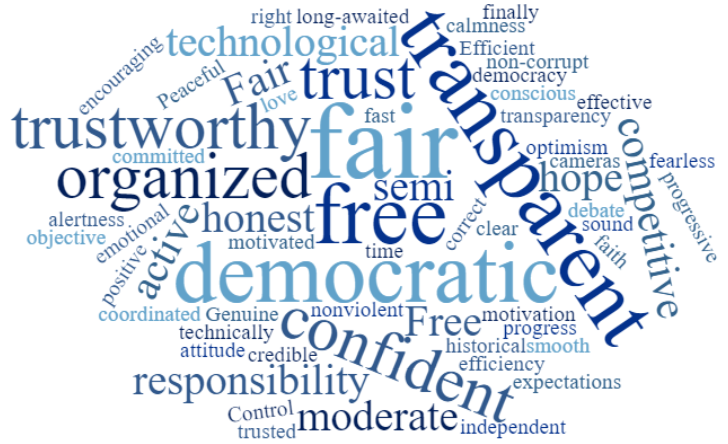 right
long-awaited
finally
calmness
technological
Efficient
encouraging
Peaceful
Fair
trust
transparent
non-corrupt
democracy
love
conscious
effective
trustworthy
fair
fast
transparency
competitive
committed
optimism
organized
semi
cameras
fearless
hope
progressive
alertness
emotional
active
honest
free
correct
clear
debate
sound
objective
motivated
time
faith
positive
democratic
coordinated
Genuine
confident
nonviolent
Free
motivation
technically
progress
attitude
credible
historical
smooth
efficiency
responsibility
expectations
Control
moderate
independent
trusted